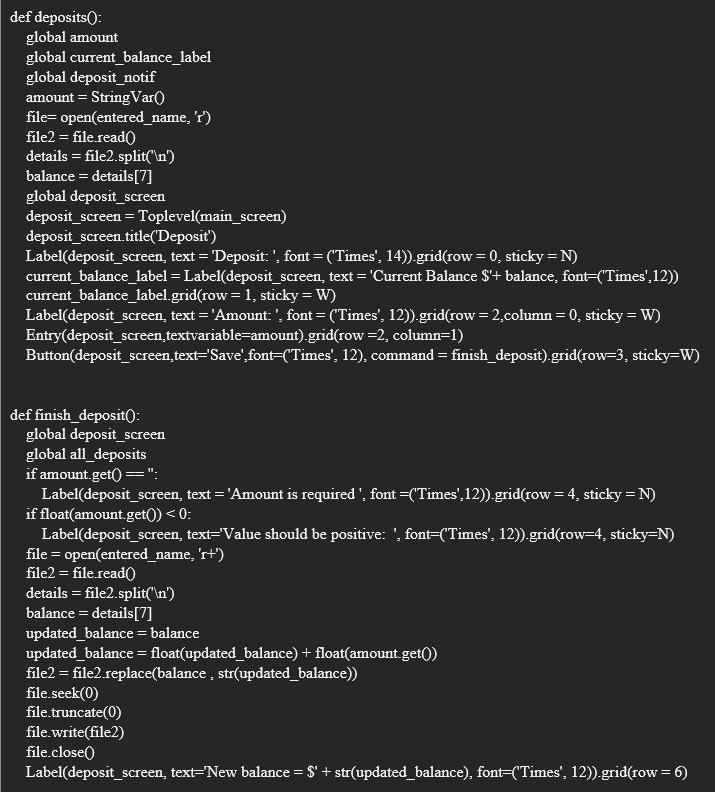 def deposits():
    global amount
    global current_balance_label
    global deposit_notif
    amount = StringVar()
    file= open(entered_name, 'r')
    file2 = file.read()
    details = file2.split('\n')
    balance = details[7]
    global deposit_screen
    deposit_screen = Toplevel(main_screen)
    deposit_screen.title('Deposit')
    Label(deposit_screen, text = 'Deposit: ', font = ('Times', 14)).grid(row = 0, sticky = N)
    current_balance_label = Label(deposit_screen, text = 'Current Balance $'+ balance, font=('Times',12))
    current_balance_label.grid(row = 1, sticky = W)
    Label(deposit_screen, text = 'Amount: ', font = ('Times', 12)).grid(row = 2,column = 0, sticky = W)
    Entry(deposit_screen,textvariable=amount).grid(row =2, column=1)
    Button(deposit_screen,text='Save',font=('Times', 12), command = finish_deposit).grid(row=3, sticky=W)

def finish_deposit():
    global deposit_screen
    global all_deposits
    if amount.get() == '':
        Label(deposit_screen, text = 'Amount is required ', font =('Times',12)).grid(row = 4, sticky = N)
    if float(amount.get()) < 0:
        Label(deposit_screen, text='Value should be positive:  ', font=('Times', 12)).grid(row=4, sticky=N)
    file = open(entered_name, 'r+')
    file2 = file.read()
    details = file2.split('\n')
    balance = details[7]
    updated_balance = balance
    updated_balance = float(updated_balance) + float(amount.get())
    file2 = file2.replace(balance , str(updated_balance))
    file.seek(0)
    file.truncate(0)
    file.write(file2)
    file.close()
    Label(deposit_screen, text='New balance = $' + str(updated_balance), font=('Times', 12)).grid(row = 6)